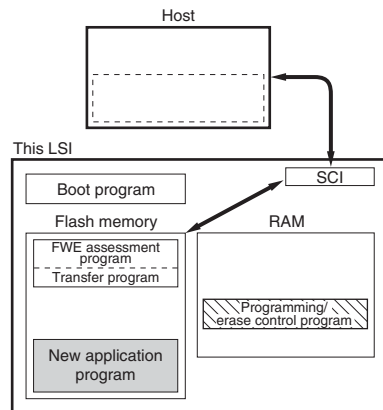 Host
This LSI
SCI
Boot program
Flash memory
RAM
FWE assessment
program
Transfer program
Programming/
erase control program
New application
program